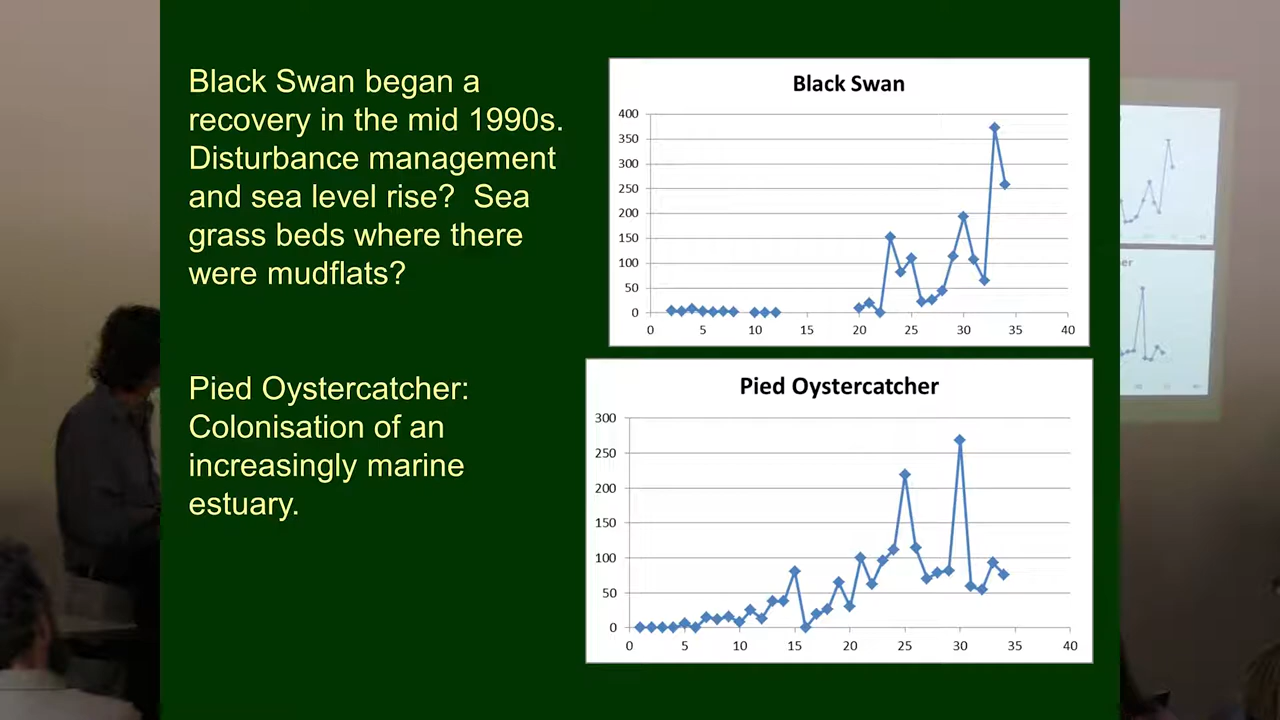 Black Swan began a
recovery in the mid 1990s.
Disturbance management
and sea level rise?  Sea
grass beds where there
were mudflats?
Pied Oystercatcher:
Colonisation of an
increasingly marine
estuary.
Black Swan
400
350
300
250
200
150
100
50
0
0 5 10 15 20 25 30 35 40
Pied Oystercatcher
300
250
200
150
100
50
0
0 5 10 15 20 25 30 35 40
er